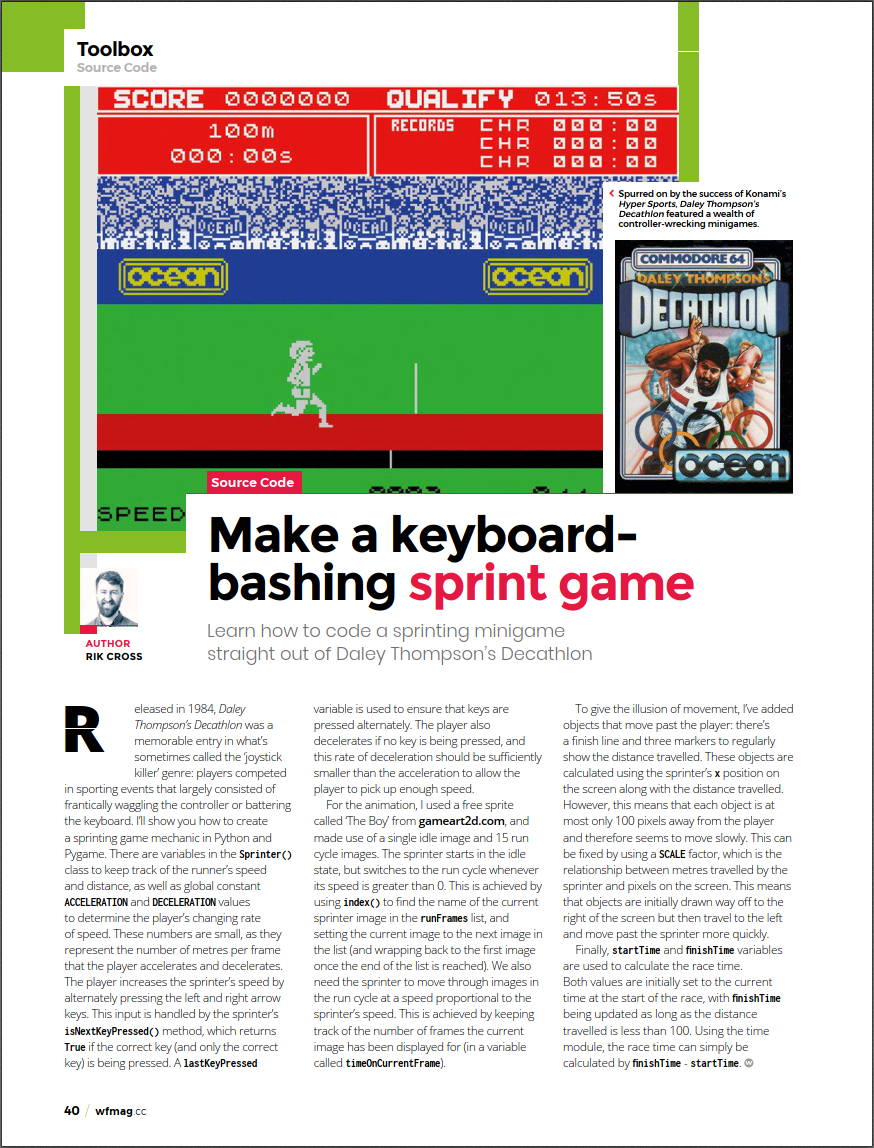 Toolbox
Source Code
SCORE 0000000 QUALIFY 013:50s
100m
000:00s
RECORDS CHR 000:00
CHR 000:00
CHR 000:00
OCEAN OCEAN OCEAN
ocean ocean
SPEED
‹ Spurred on by the success of Konami’s
Hyper Sports, Daley Thompson’s
Decathlon featured a wealth of
controller-wrecking minigames.
COMMODORE 64
DALEY THOMPSON'S
DECATHLON
ocean
Source Code
Make a keyboard-
bashing sprint game
Learn how to code a sprinting minigame
straight out of Daley Thompson’s Decathlon
AUTHOR
RIK CROSS
Released in 1984, Daley
Thompson’s Decathlon was a
memorable entry in what’s
sometimes called the ‘joystick
killer’ genre: players competed
in sporting events that largely consisted of
frantically waggling the controller or battering
the keyboard. I’ll show you how to create
a sprinting game mechanic in Python and
Pygame. There are variables in the Sprinter()
class to keep track of the runner’s speed
and distance, as well as global constant
ACCELERATION and DECELERATION values
to determine the player’s changing rate
of speed. These numbers are small, as they
represent the number of metres per frame
that the player accelerates and decelerates.
The player increases the sprinter’s speed by
alternately pressing the left and right arrow
keys. This input is handled by the sprinter’s
isNextKeyPressed() method, which returns
True if the correct key (and only the correct
key) is being pressed. A lastKeyPressed
variable is used to ensure that keys are
pressed alternately. The player also
decelerates if no key is being pressed, and
this rate of deceleration should be sufficiently
smaller than the acceleration to allow the
player to pick up enough speed.
For the animation, I used a free sprite
called ‘The Boy’ from gameart2d.com, and
made use of a single idle image and 15 run
cycle images. The sprinter starts in the idle
state, but switches to the run cycle whenever
its speed is greater than 0. This is achieved by
using index() to find the name of the current
sprinter image in the runFrames list, and
setting the current image to the next image in
the list (and wrapping back to the first image
once the end of the list is reached). We also
need the sprinter to move through images in
the run cycle at a speed proportional to the
sprinter’s speed. This is achieved by keeping
track of the number of frames the current
image has been displayed for (in a variable
called timeOnCurrentFrame).
To give the illusion of movement, I’ve added
objects that move past the player: there’s
a finish line and three markers to regularly
show the distance travelled. These objects are
calculated using the sprinter’s x position on
the screen along with the distance travelled.
However, this means that each object is at
most only 100 pixels away from the player
and therefore seems to move slowly. This can
be fixed by using a SCALE factor, which is the
relationship between metres travelled by the
sprinter and pixels on the screen. This means
that objects are initially drawn way off to the
right of the screen but then travel to the left
and move past the sprinter more quickly.
Finally, startTime and finishTime variables
are used to calculate the race time.
Both values are initially set to the current
time at the start of the race, with finishTime
being updated as long as the distance
travelled is less than 100. Using the time
module, the race time can simply be
calculated by finishTime - startTime.
40 / wfmag.cc